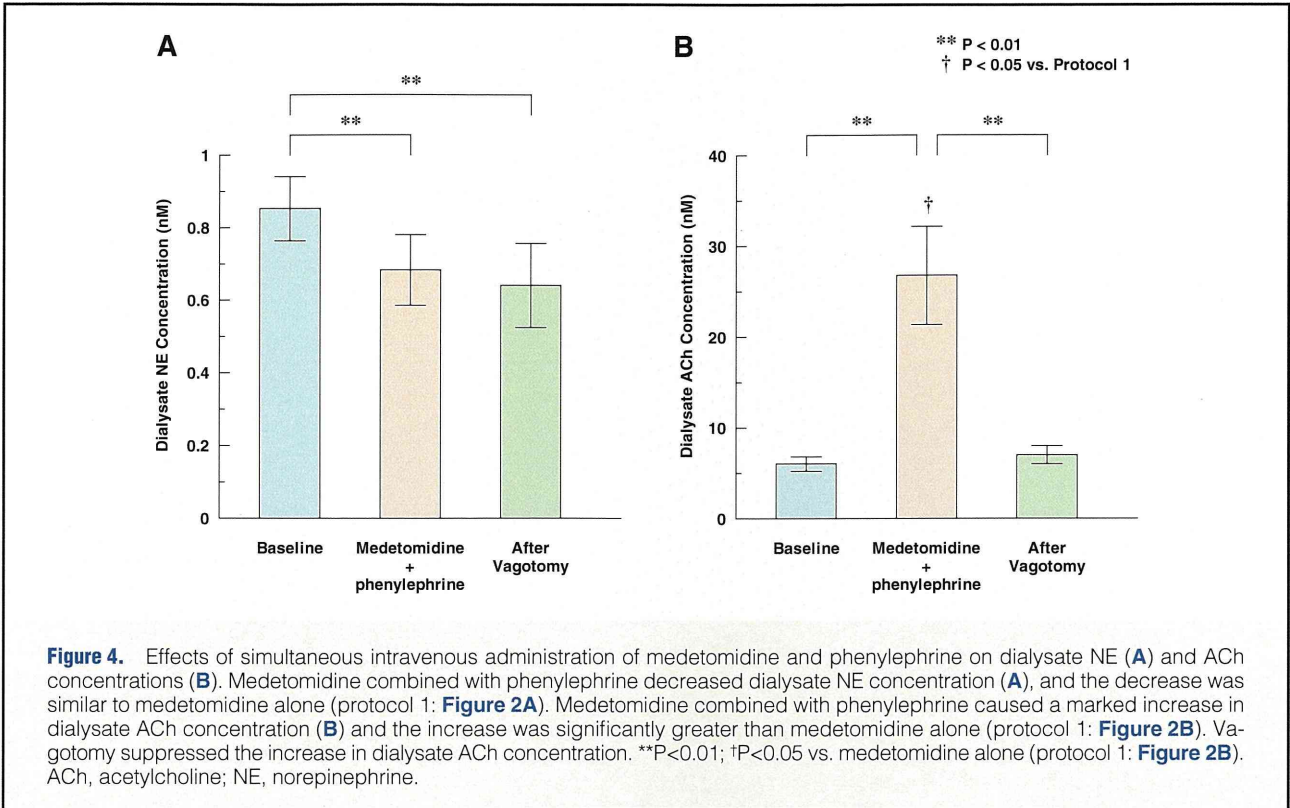 A
B
** P < 0.01
† P < 0.05 vs. Protocol 1
**
**
**
**
Dialysate NE Concentration (nM)
1
0.8
0.6
0.4
0.2
0
Baseline
Medetomidine
+
phenylephrine
After
Vagotomy
Dialysate ACh Concentration (nM)
40
30
20
10
0
†
Baseline
Medetomidine
+
phenylephrine
After
Vagotomy
Figure 4. Effects of simultaneous intravenous administration of medetomidine and phenylephrine on dialysate NE (A) and ACh
concentrations (B). Medetomidine combined with phenylephrine decreased dialysate NE concentration (A), and the decrease was
similar to medetomidine alone (protocol 1: Figure 2A). Medetomidine combined with phenylephrine caused a marked increase in
dialysate ACh concentration (B) and the increase was significantly greater than medetomidine alone (protocol 1: Figure 2B). Va-
gotomy suppressed the increase in dialysate ACh concentration. **P<0.01; †P<0.05 vs. medetomidine alone (protocol 1: Figure 2B).
ACh, acetylcholine; NE, norepinephrine.